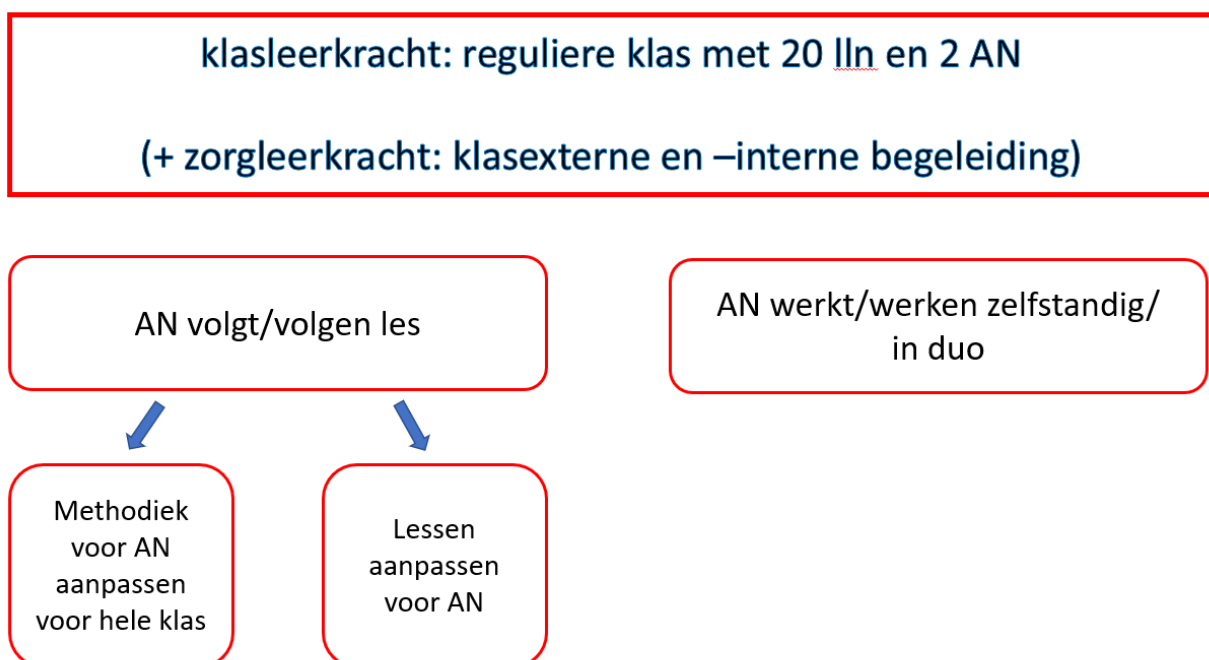 klasleerkracht: reguliere klas met 20 lln en 2 AN
(+ zorgleerkracht: klasexterne en –interne begeleiding)
AN volgt/volgen les
AN werkt/werken zelfstandig/
in duo
Methodiek
voor AN
aanpassen
voor hele klas
Lessen
aanpassen
voor AN